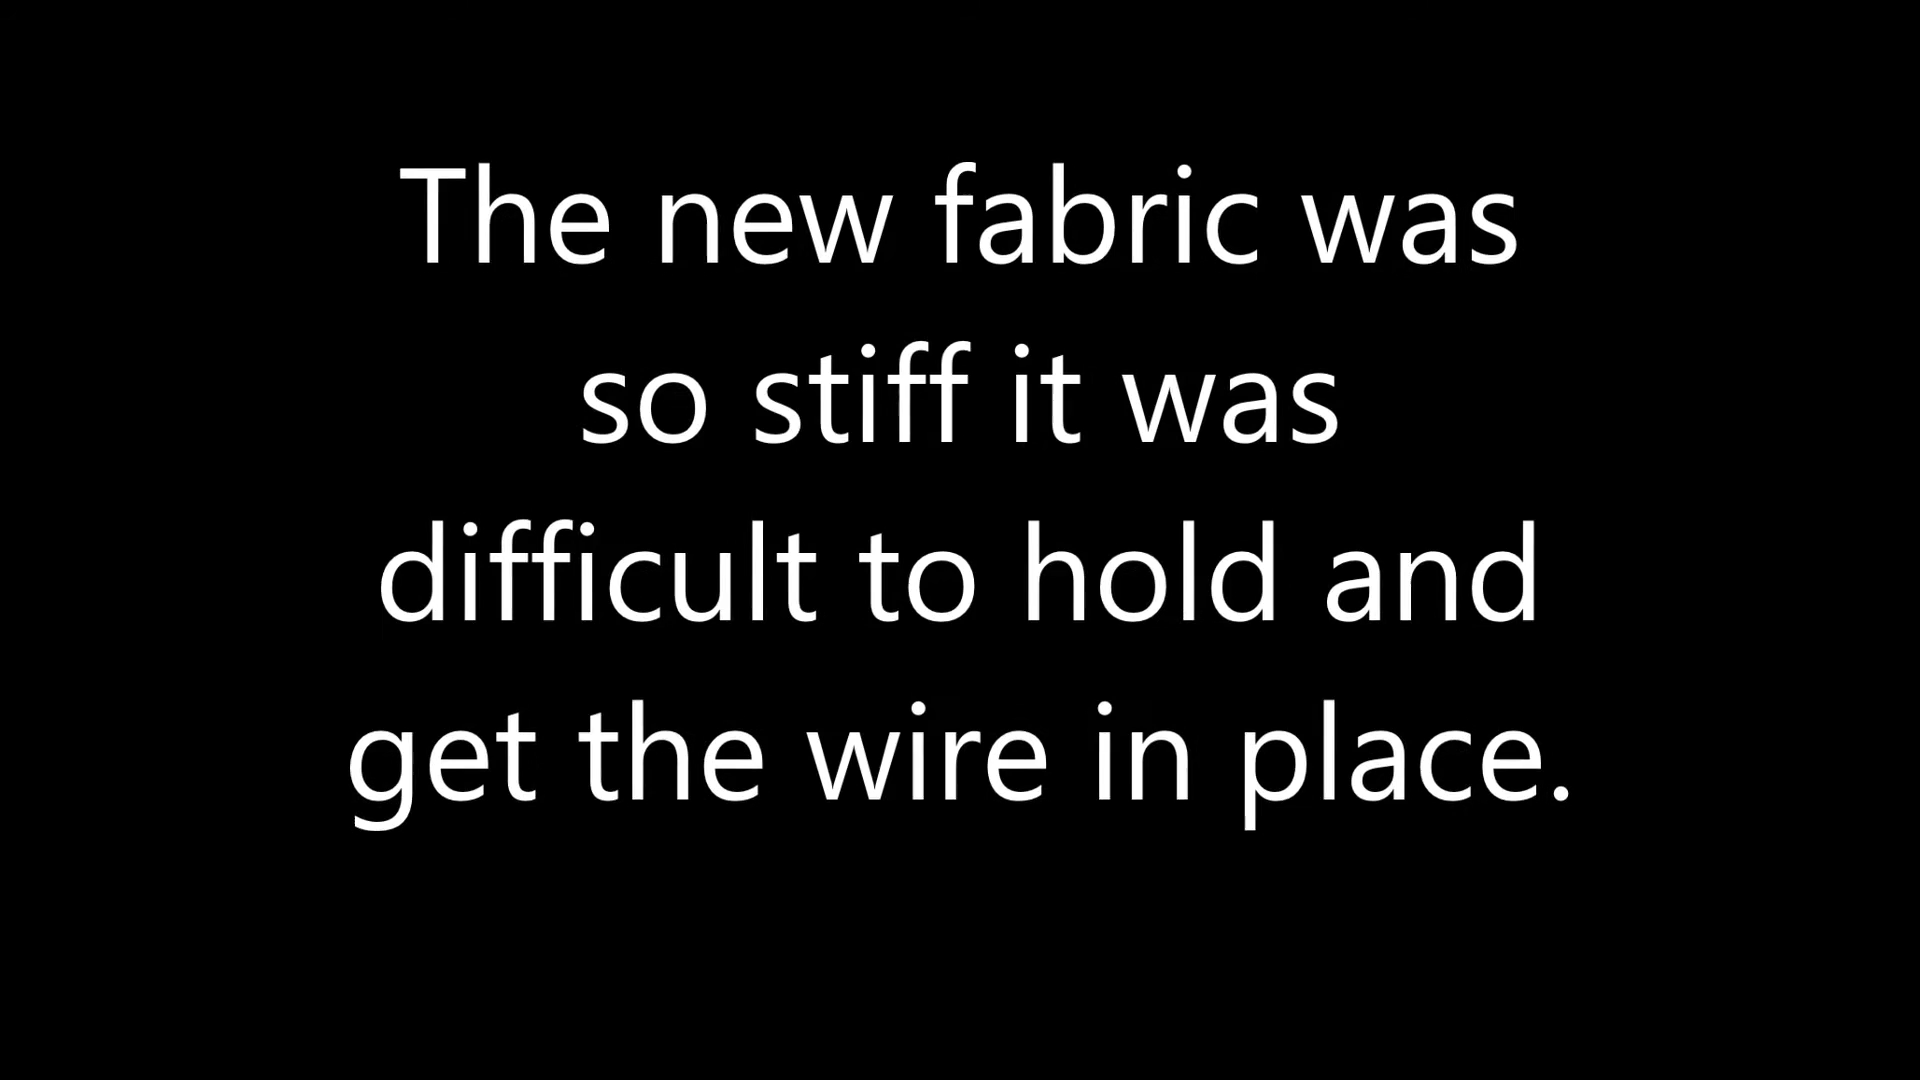 The new fabric was
so stiff it was
difficult to hold and
get the wire in place.